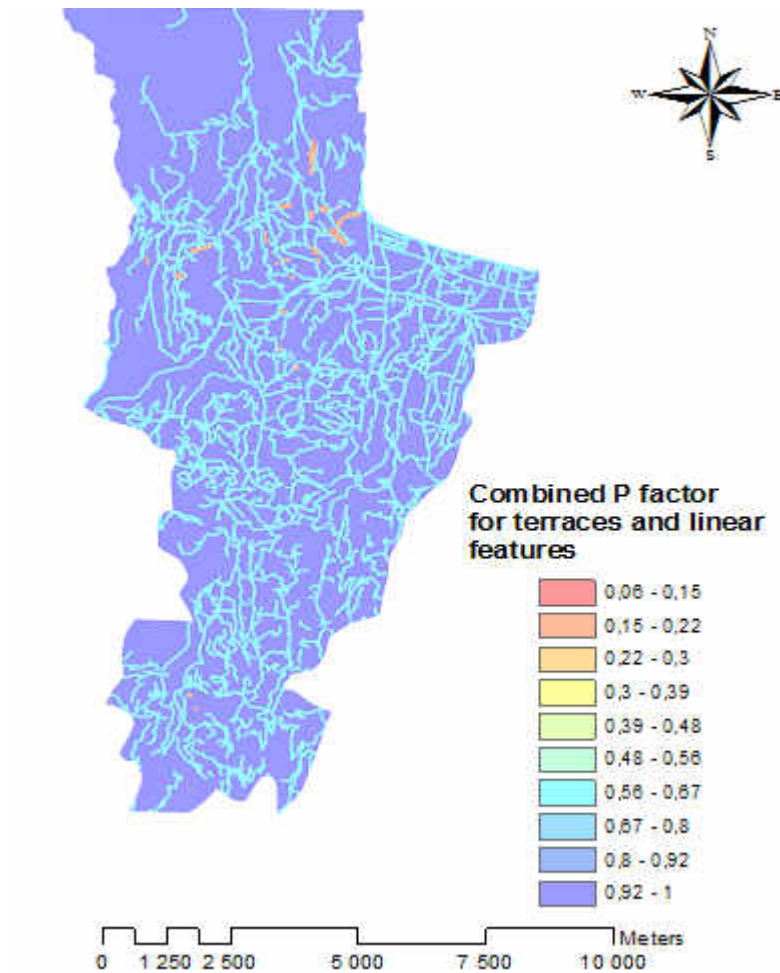 N
W
E
S
Combined P factor
for terraces and linear
features
0,06 - 0,15
0,15 - 0,22
0,22 - 0,3
0,3 - 0,39
0,39 - 0,48
0,48 - 0,56
0,56 - 0,67
0,67 - 0,8
0,8 - 0,92
0,92 - 1
Meters
0 1 250 2 500 5 000 7 500 10 000